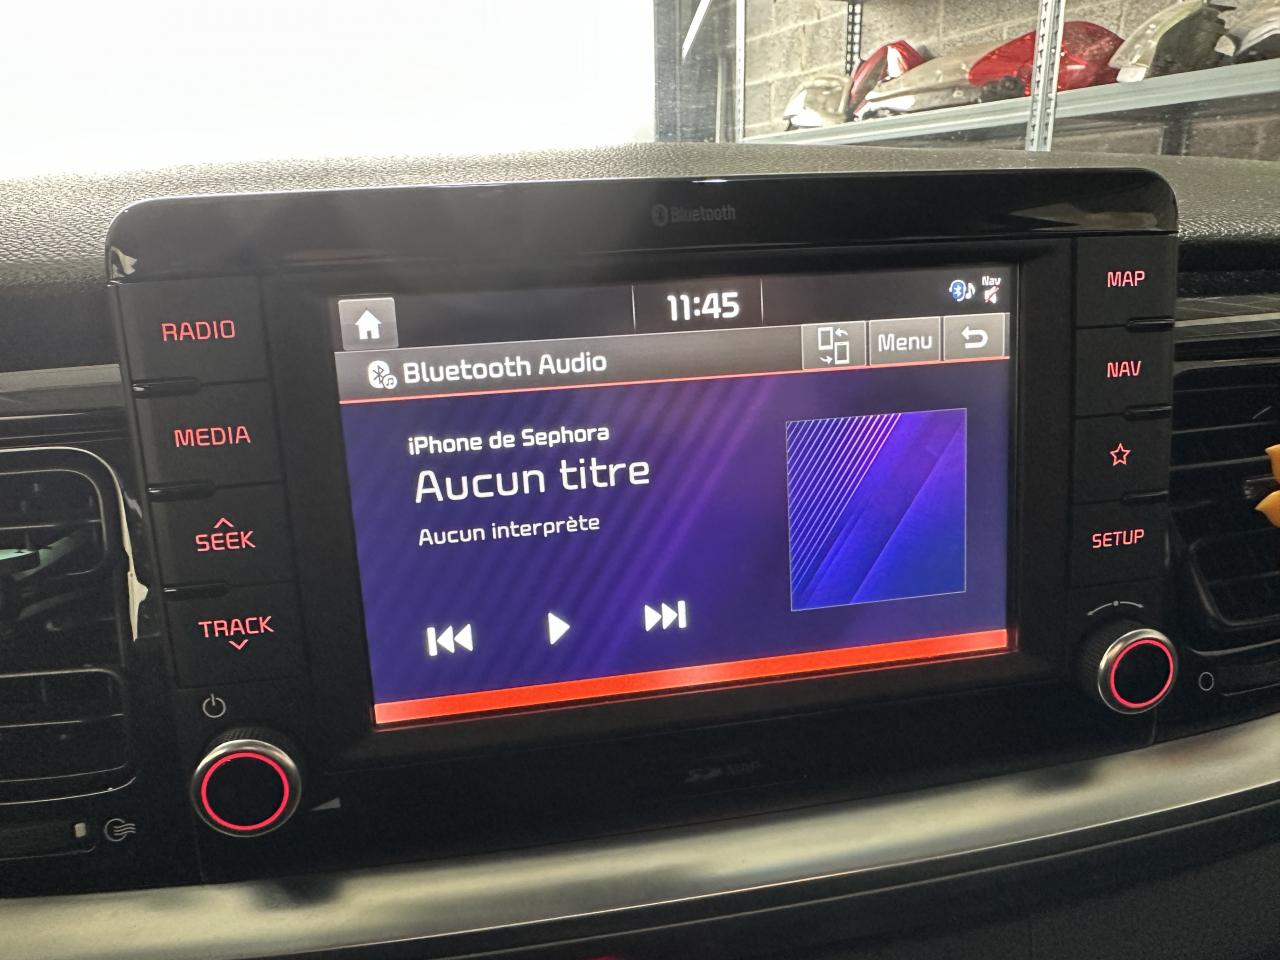 Bluetooth
RADIO
MEDIA
SEEK
TRACK
11:45
Nav
Bluetooth Audio
Menu
iPhone de Sephora
Aucun titre
Aucun interprète
MAP
NAV
SETUP
MAP